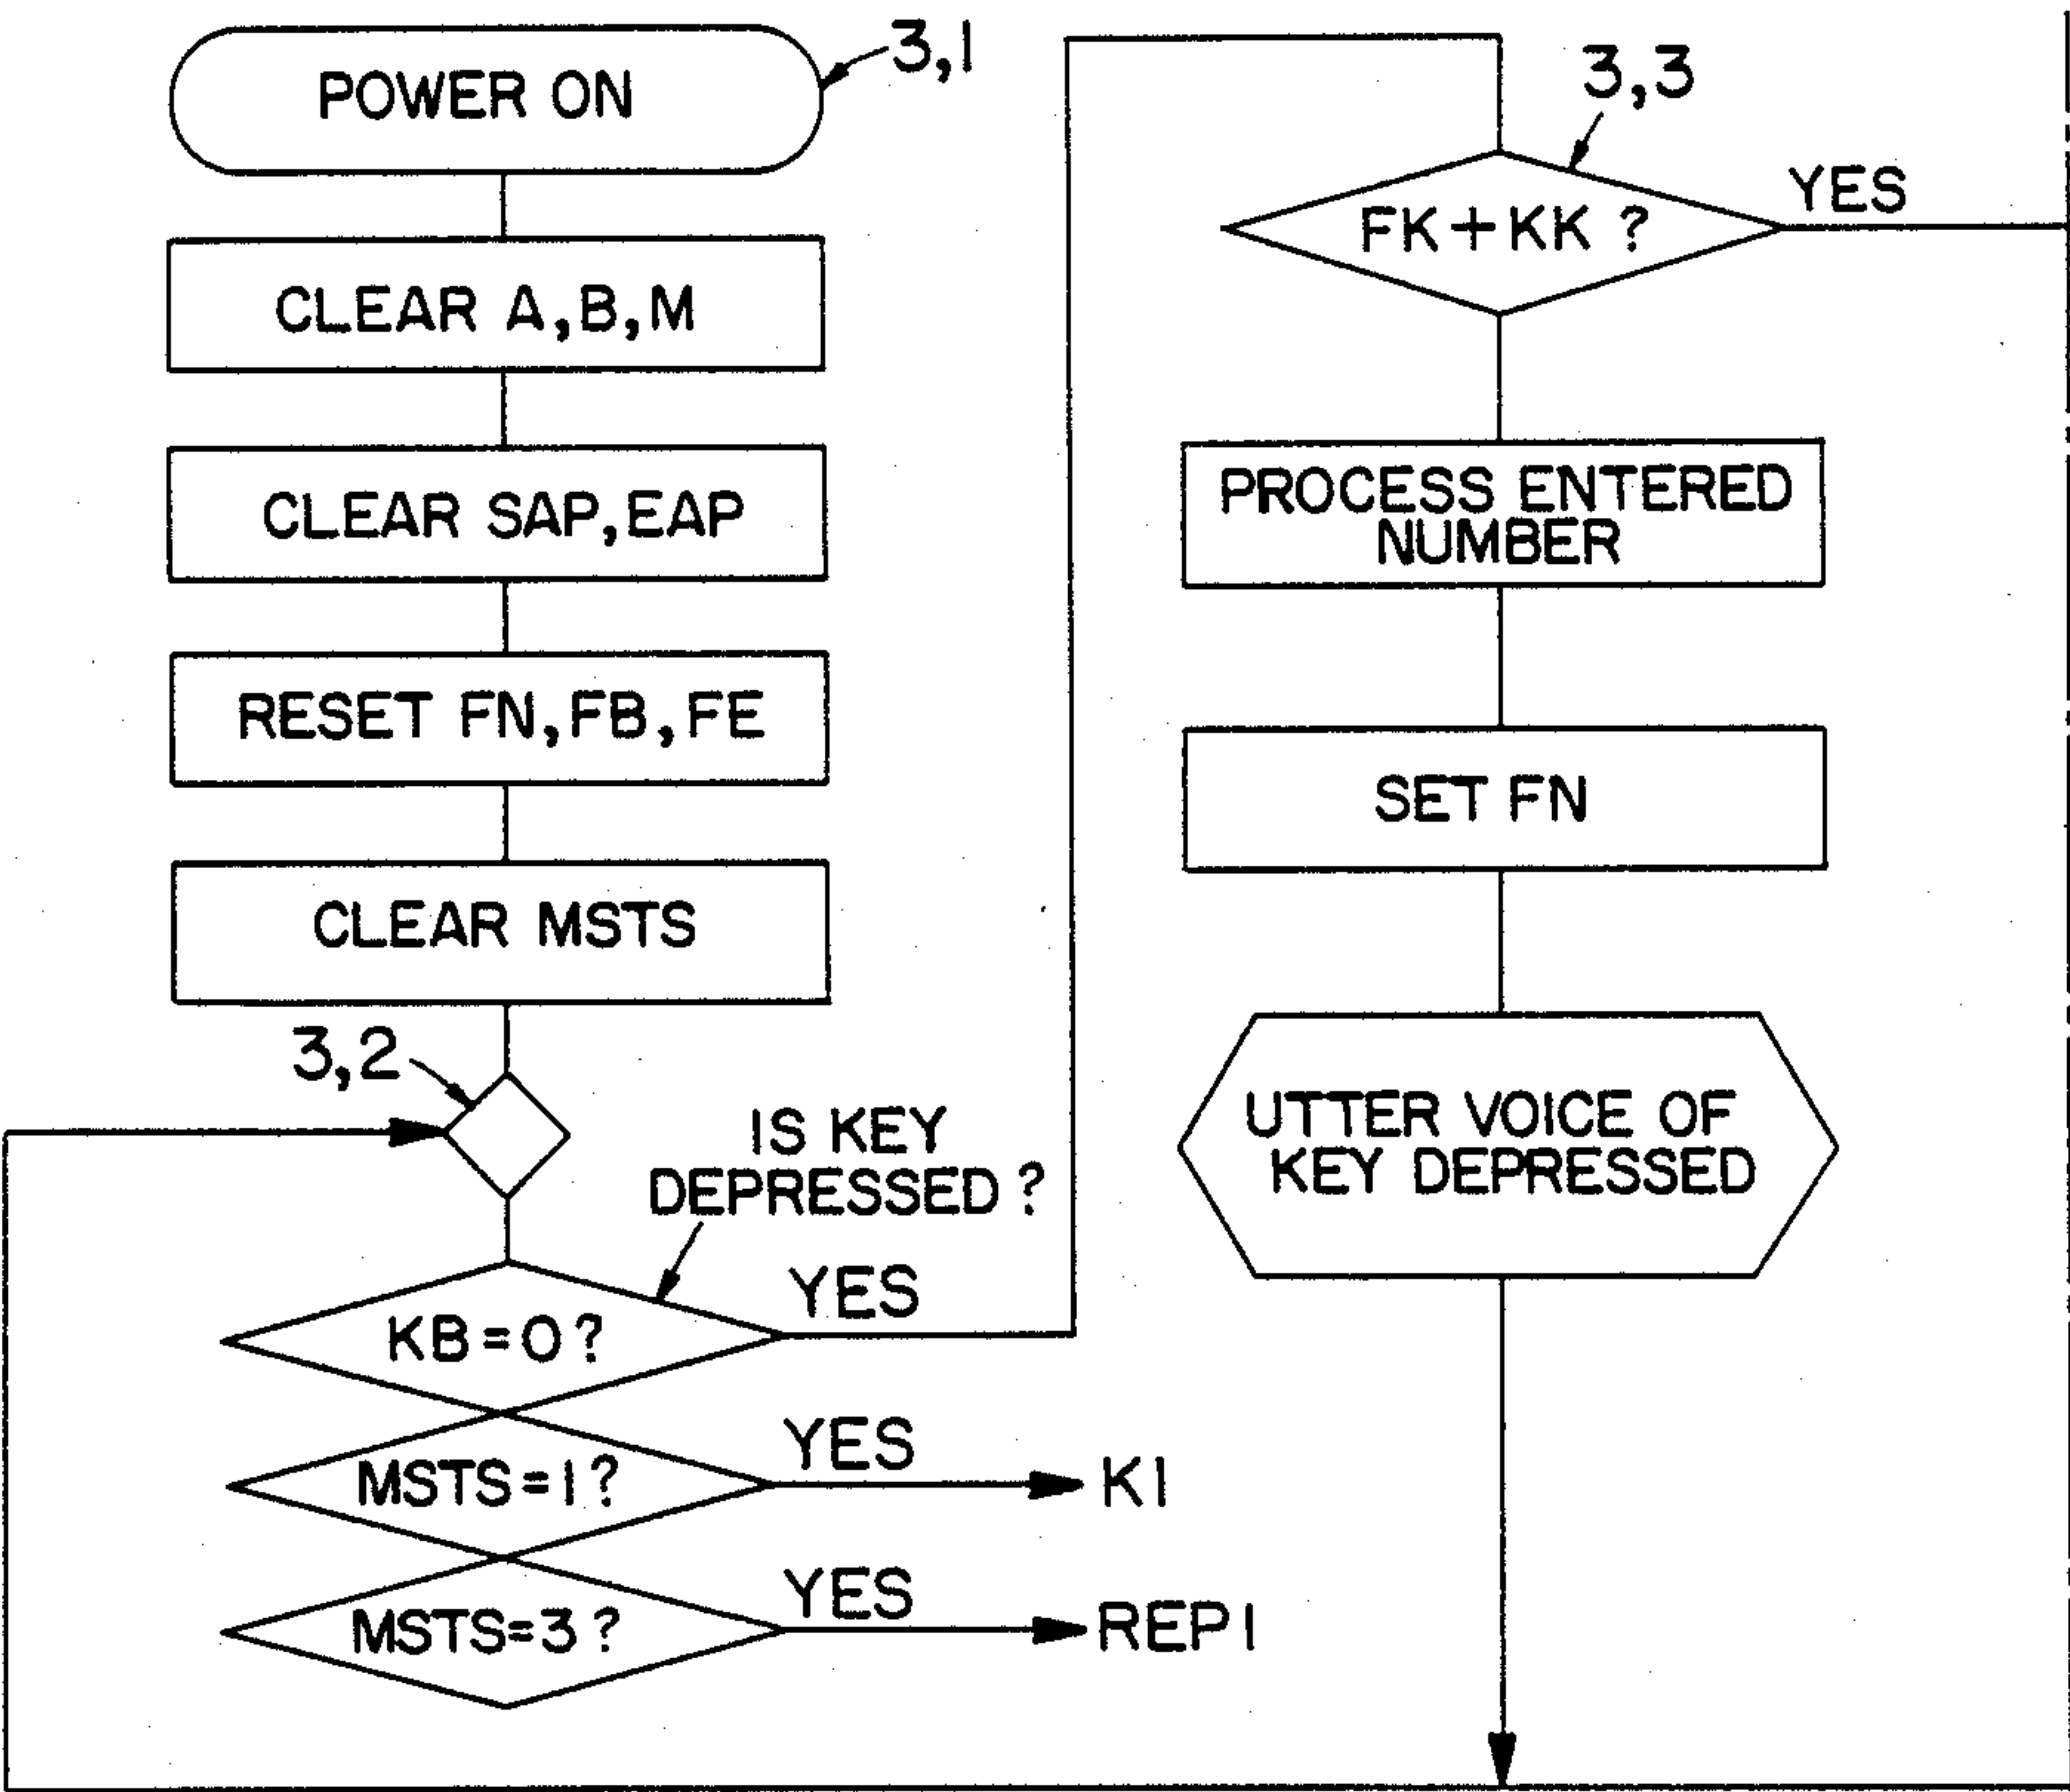 POWER ON
3,1
CLEAR A,B,M
CLEAR SAP,EAP
RESET FN,FB,FE
CLEAR MSTS
3,2
IS KEY
DEPRESSED ?
KB=0?
YES
MSTS=1?
YES
K1
MSTS=3?
YES
REP1
3,3
FK+KK ?
YES
PROCESS ENTERED
NUMBER
SET FN
UTTER VOICE OF
KEY DEPRESSED